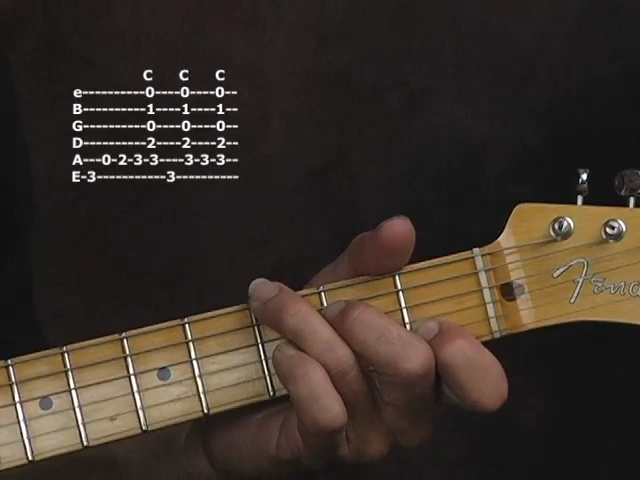 C C C
e----------0----0----0--
B----------1----1----1--
G----------0----0----0--
D----------2----2----2--
A---0-2-3-3----3-3-3--
E-3-----------3----------
Fend